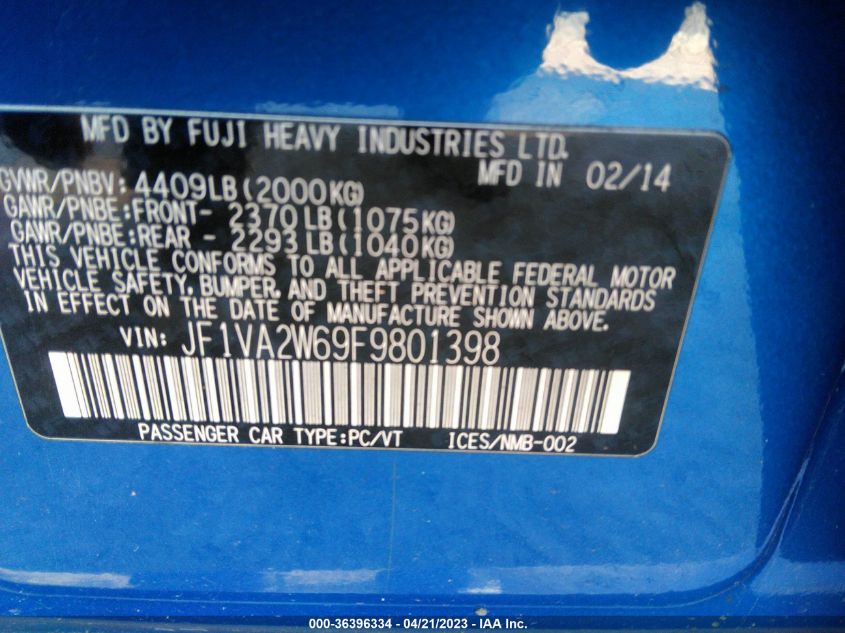 MFD BY FUJI HEAVY INDUSTRIES LTD.
MFD IN 02/14
GVWR/PNBV: 4409LB (2000KG)
GAWR/PNBE:FRONT- 2370LB (1075KG)
GAWR/PNBE:REAR - 2293LB (1040KG)
THIS VEHICLE CONFORMS TO ALL APPLICABLE FEDERAL MOTOR
VEHICLE SAFETY, BUMPER, AND THEFT PREVENTION STANDARDS
IN EFFECT ON THE DATE OF MANUFACTURE SHOWN ABOVE.
VIN: JF1VA2W69F9801398
PASSENGER CAR TYPE:PC/VT ICES/NMB-002
000-36396334 - 04/21/2023 - IAA Inc.